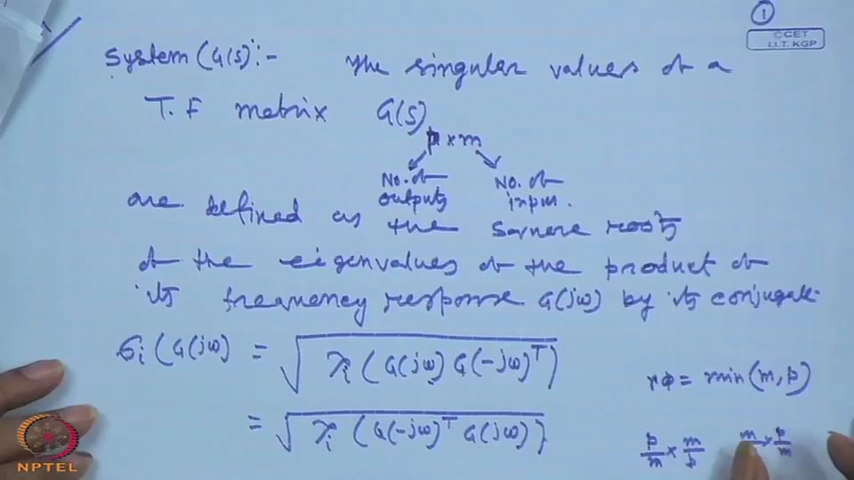 1
©CET
I.I.T. KGP
System (G(s)):- The singular values of a
T.F matrix G(s)
p×m
No. of outputs
No. of inputs.
are defined as the square roots
of the eigenvalues of the product of
its frequency response G(jω) by its conjugate.
σi(G(jω)) = √λi(G(jω) G(-jω)^T)
= √λi(G(-jω)^T G(jω))
= min(m, p)
p/m × m/p m/ × p/m
NPTEL